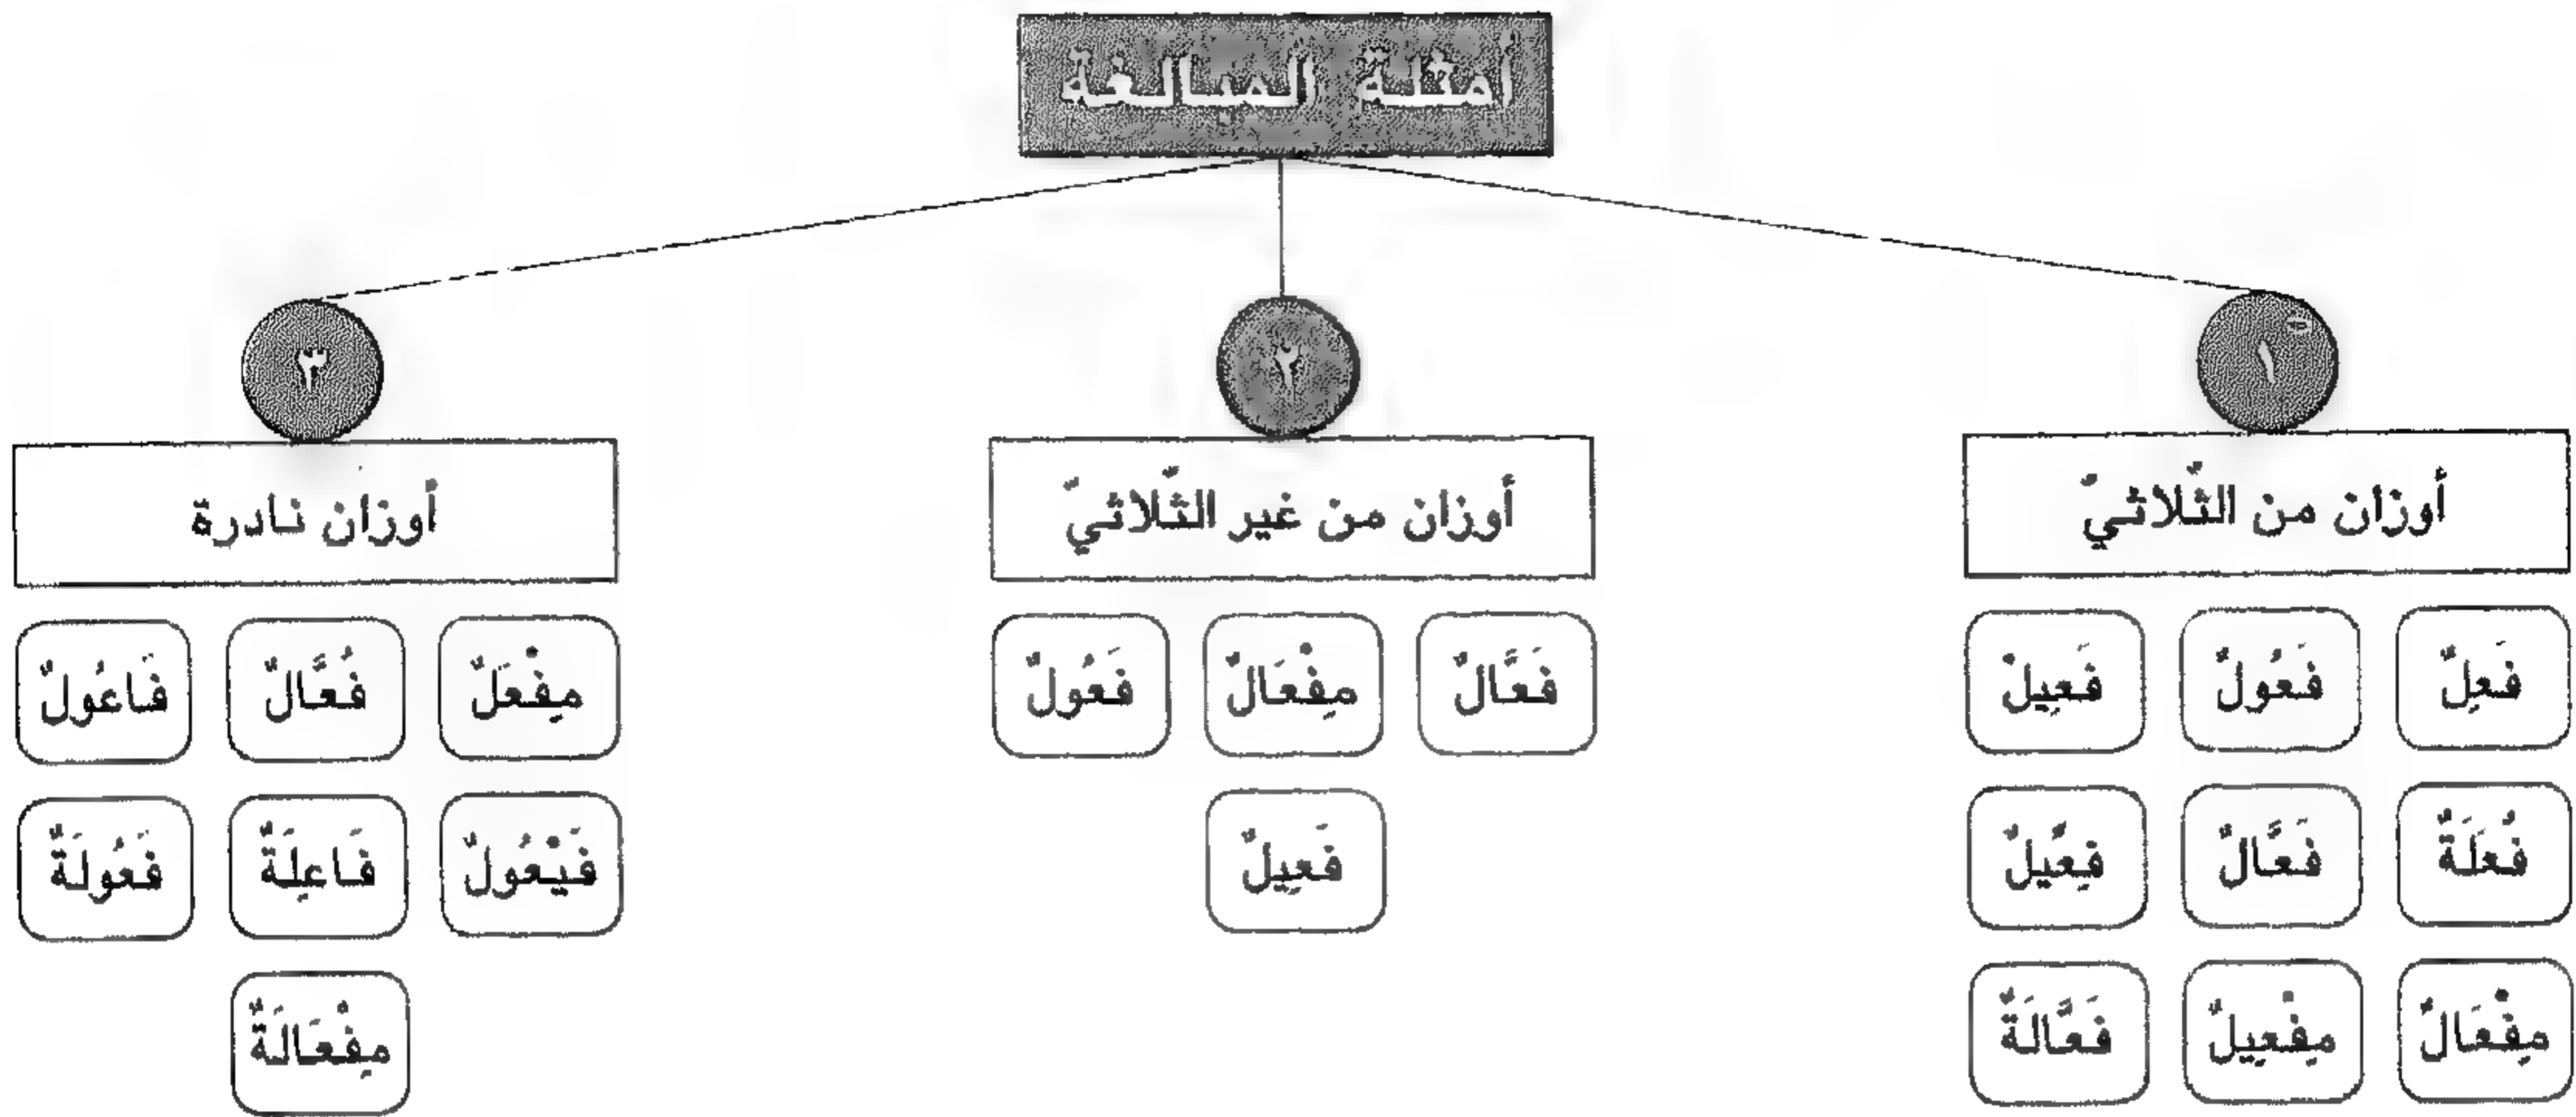 أمثلة المبالغة
١
أوزان من الثّلاثيّ
فَعِلٌ
فَعُولٌ
فَعِيلٌ
فُعَلَةٌ
فَعَّالٌ
فِعِّيلٌ
مِفْعَالٌ
مِفْعِيلٌ
فَعَّالَةٌ
٢
أوزان من غير الثّلاثيّ
فَعَّالٌ
مِفْعَالٌ
فَعُولٌ
فَعِيلٌ
٣
أوزان نادرة
مِفْعَلٌ
فُعَّالٌ
فَاعُولٌ
فَيْعُولٌ
فَاعِلَةٌ
فَعُولَةٌ
مِفْعَالَةٌ